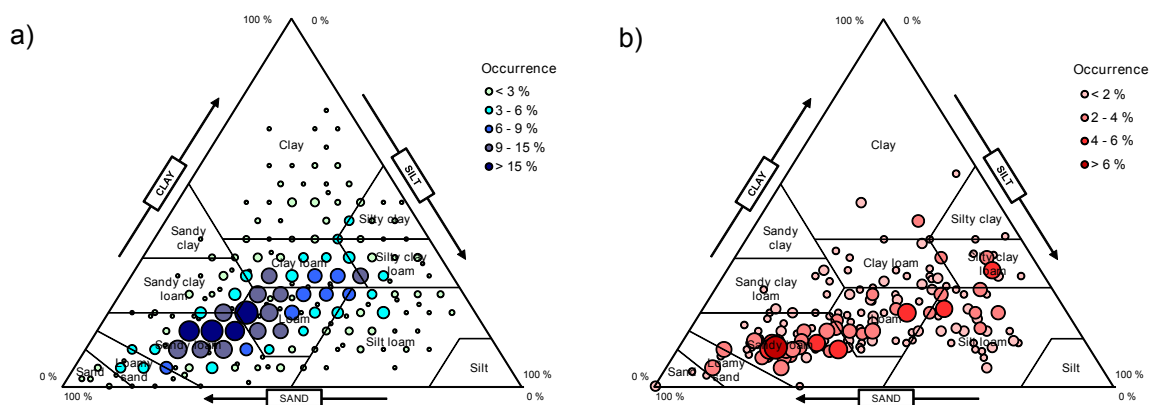 a)
100 %
0 %
Occurrence
< 3 %
3 - 6 %
6 - 9 %
9 - 15 %
> 15 %
CLAY
SILT
Clay
Silty clay
Sandy
clay
Clay loam
Silty clay
loam
Sandy clay
loam
Loam
Sandy loam
Silt loam
Loamy
sand
Sand
Silt
0 %
100 %
100 %
SAND
0 %
b)
100 %
0 %
Occurrence
< 2 %
2 - 4 %
4 - 6 %
> 6 %
CLAY
SILT
Clay
Silty clay
Sandy
clay
Clay loam
Silty clay
loam
Sandy clay
loam
Loam
Sandy loam
Silt loam
Loamy
sand
Sand
Silt
0 %
100 %
100 %
SAND
0 %